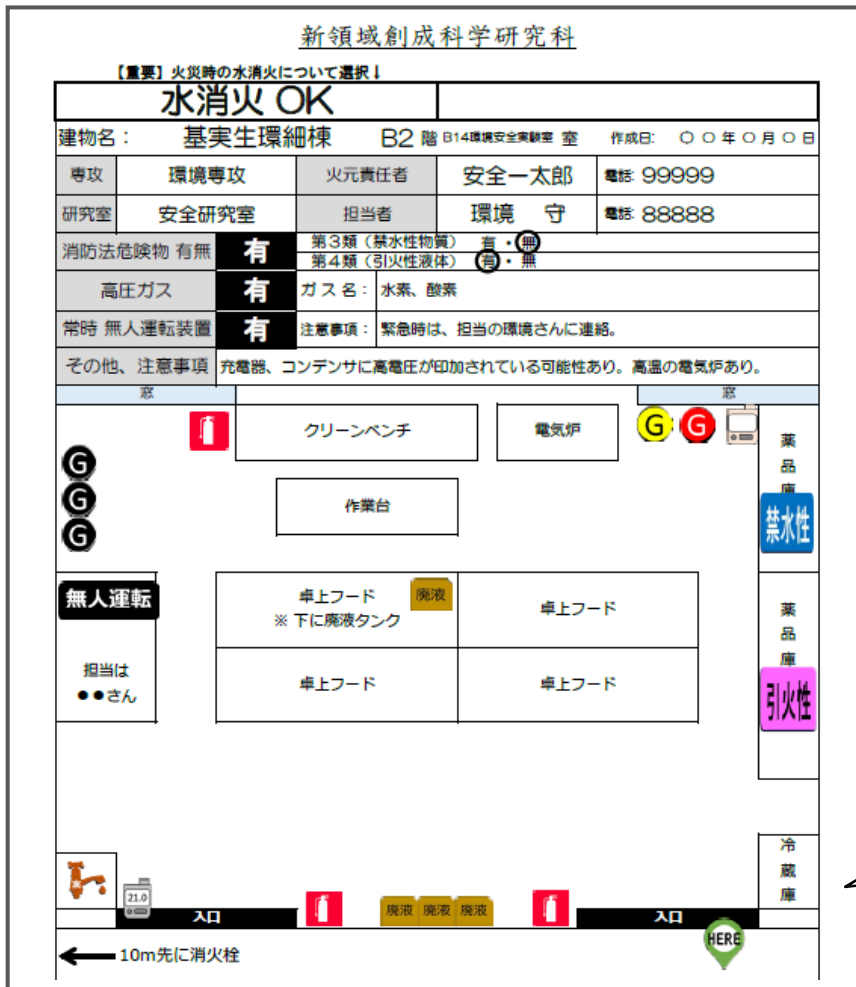 新領域創成科学研究科
【重要】火災時の水消火について選択↓
水消火 OK
建物名： 基実生環細棟 B2 階 B14環境安全実験室 室 作成日: 〇〇年〇月〇日
専攻 環境専攻 火元責任者 安全一太郎 電話: 99999
研究室 安全研究室 担当者 環境 守 電話: 88888
消防法危険物 有無 有 第３類（禁水性物質） 有・無
第４類（引火性液体） 有・無
高圧ガス 有 ガス名： 水素、酸素
常時 無人運転装置 有 注意事項： 緊急時は、担当の環境さんに連絡。
その他、注意事項 充電器、コンデンサに高電圧が印加されている可能性あり。高温の電気炉あり。
窓 窓
クリーンベンチ 電気炉 G G
薬品庫
G
G
G
作業台
禁水性
無人運転
卓上フード 廃液 卓上フード
※ 下に廃液タンク
薬品庫
担当は
●●さん
卓上フード 卓上フード
引火性
冷蔵庫
21.0
廃液 廃液 廃液
入口 入口
HERE
10m先に消火栓